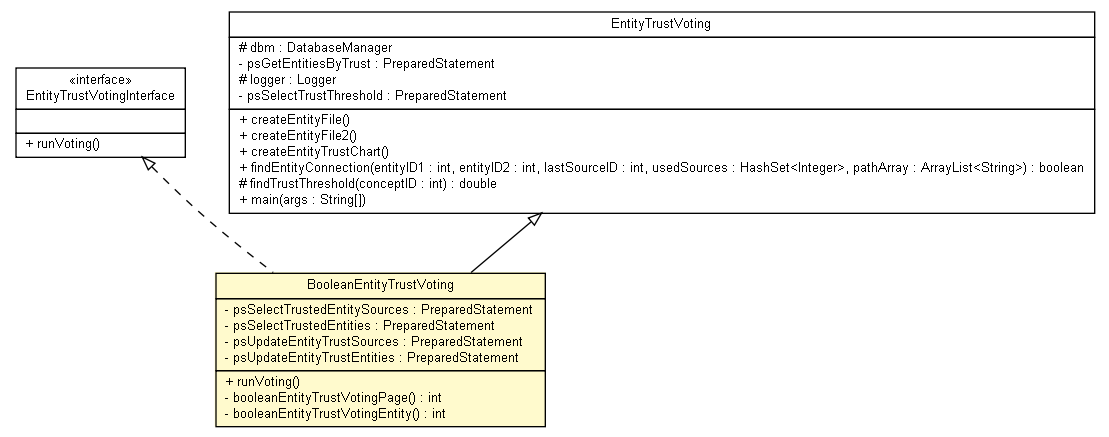 EntityTrustVoting
# dbm : DatabaseManager
- psGetEntitiesByTrust : PreparedStatement
# logger : Logger
- psSelectTrustThreshold : PreparedStatement
+ createEntityFile()
+ createEntityFile2()
+ createEntityTrustChart()
+ findEntityConnection(entityID1 : int, entityID2 : int, lastSourceID : int, usedSources : HashSet<Integer>, pathArray : ArrayList<String>) : boolean
# findTrustThreshold(conceptID : int) : double
+ main(args : String[])
«interface»
EntityTrustVotingInterface
+ runVoting()
BooleanEntityTrustVoting
- psSelectTrustedEntitySources : PreparedStatement
- psSelectTrustedEntities : PreparedStatement
- psUpdateEntityTrustSources : PreparedStatement
- psUpdateEntityTrustEntities : PreparedStatement
+ runVoting()
- booleanEntityTrustVotingPage() : int
- booleanEntityTrustVotingEntity() : int